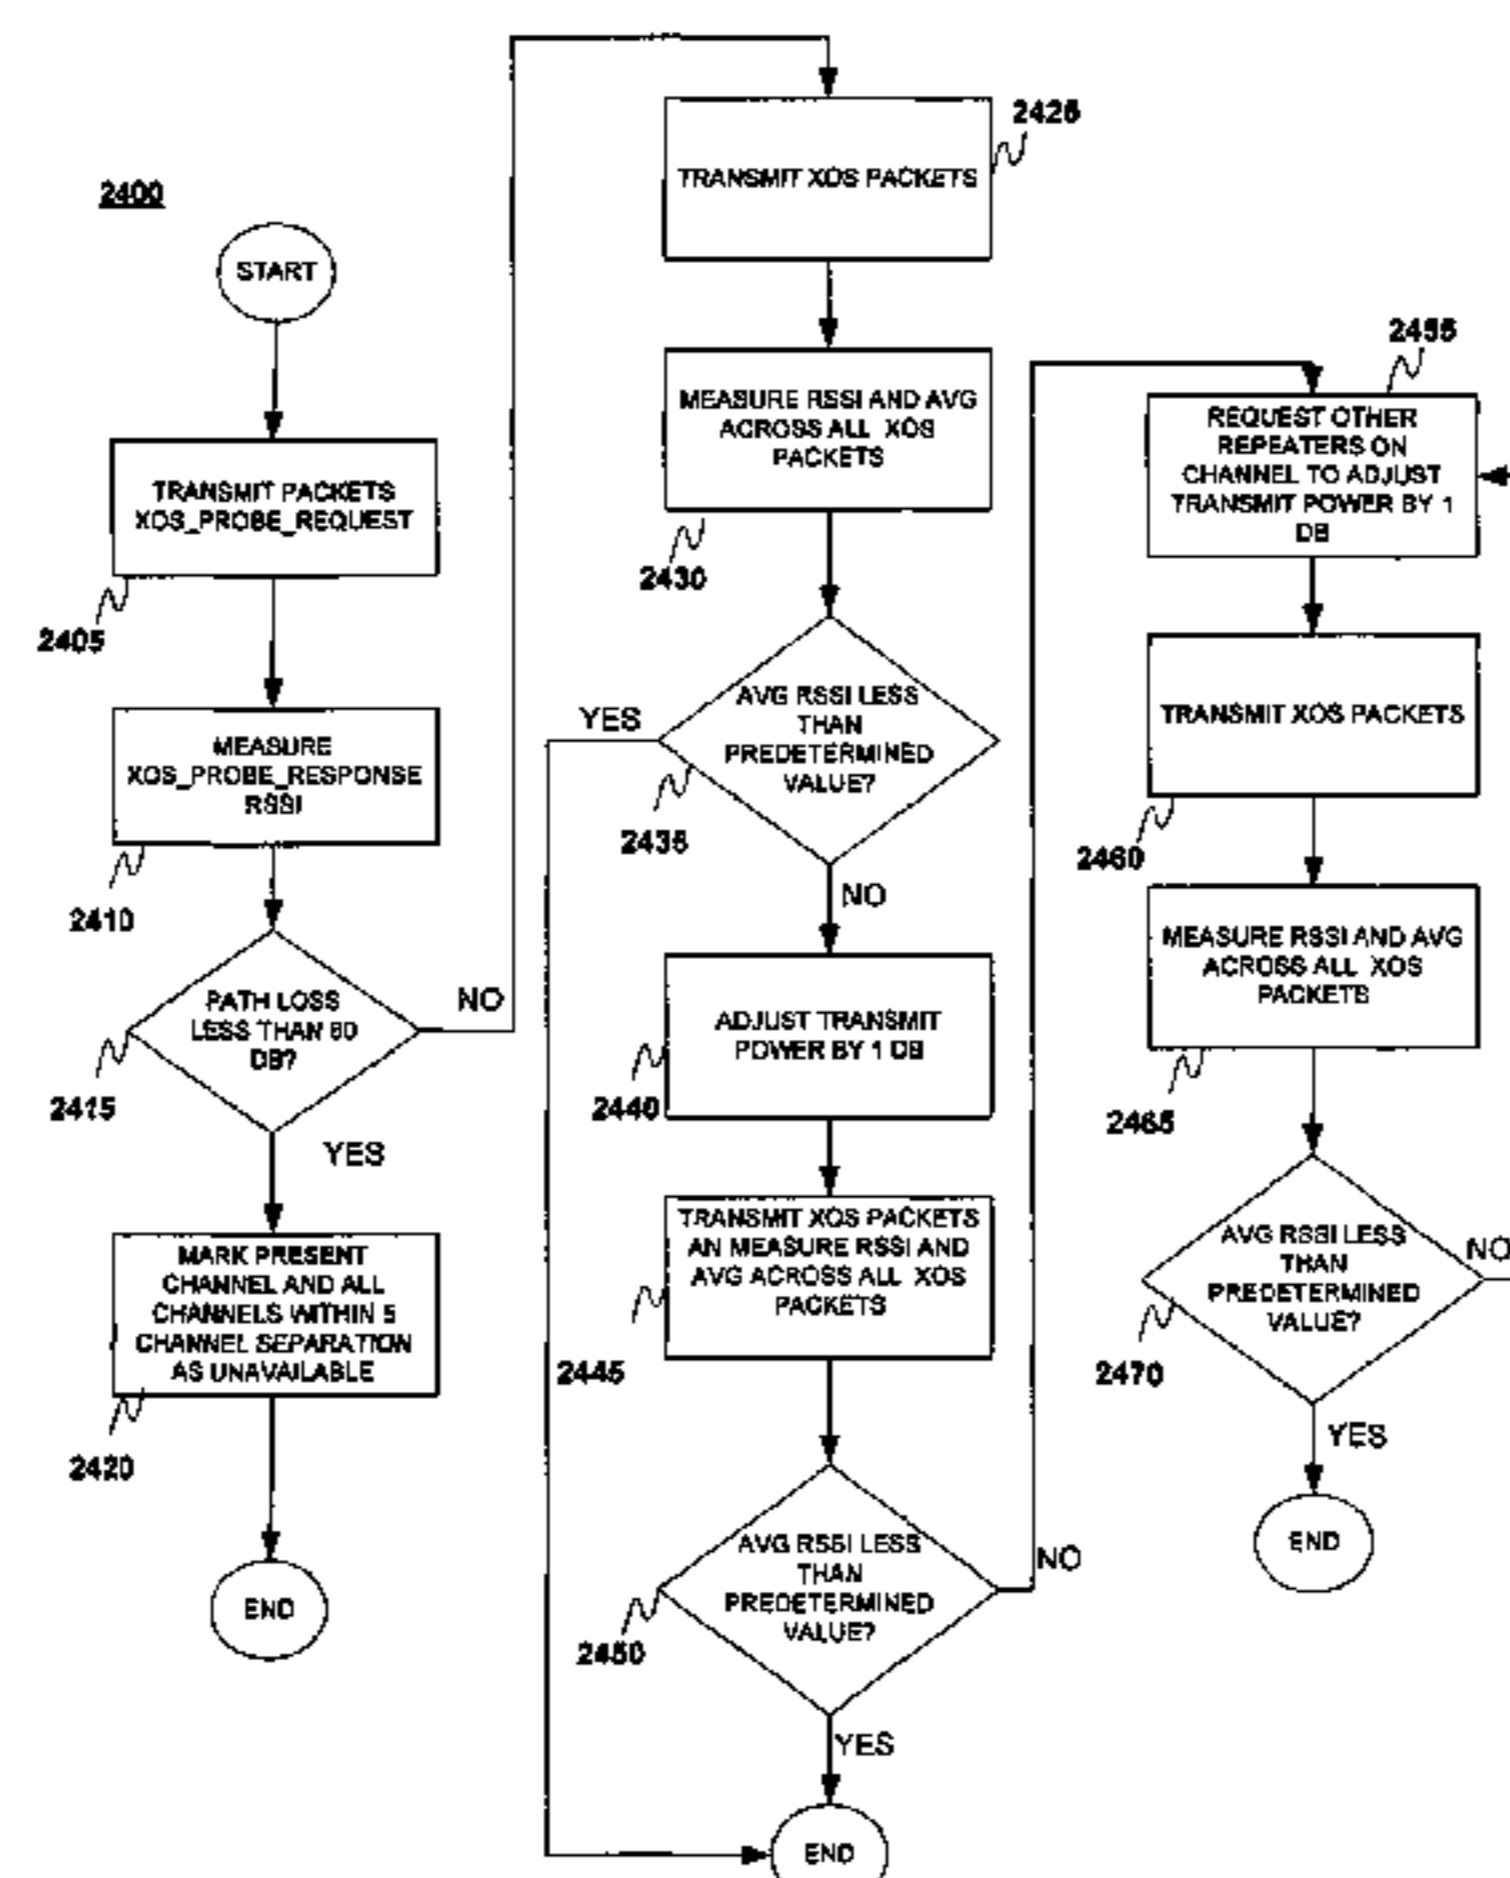 2400
START
TRANSMIT PACKETS
XOS_PROBE_REQUEST
2405
MEASURE
XOS_PROBE_RESPONSE
RSSI
2410
PATH LOSS
LESS THAN 80
DB?
NO
2415
YES
MARK PRESENT
CHANNEL AND ALL
CHANNELS WITHIN 5
CHANNEL SEPARATION
AS UNAVAILABLE
2420
END
2425
TRANSMIT XOS PACKETS
MEASURE RSSI AND AVG
ACROSS ALL XOS
PACKETS
2430
YES
AVG RSSI LESS
THAN
PREDETERMINED
VALUE?
2435
NO
ADJUST TRANSMIT
POWER BY 1 DB
2440
TRANSMIT XOS PACKETS
AN MEASURE RSSI AND
AVG ACROSS ALL XOS
PACKETS
2445
AVG RSSI LESS
THAN
PREDETERMINED
VALUE?
NO
2450
YES
END
2455
REQUEST OTHER
REPEATERS ON
CHANNEL TO ADJUST
TRANSMIT POWER BY 1
DB
TRANSMIT XOS PACKETS
2460
MEASURE RSSI AND AVG
ACROSS ALL XOS
PACKETS
2465
AVG RSSI LESS
THAN
PREDETERMINED
VALUE?
NO
2470
YES
END